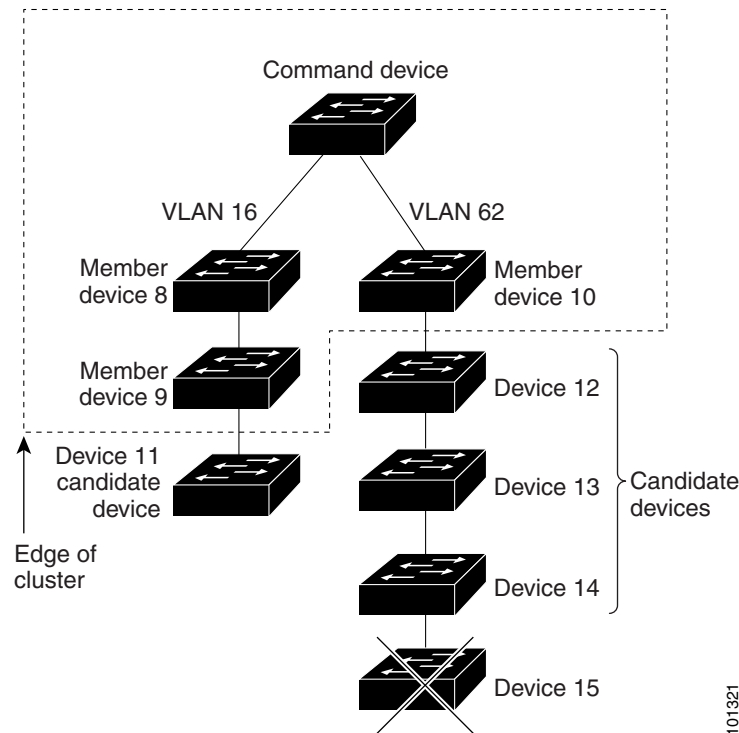 Command device
VLAN 16
VLAN 62
Member
device 8
Member
device 10
Member
device 9
Device 12
Device 11
candidate
device
Device 13
Candidate
devices
Edge of
cluster
Device 14
Device 15
101321